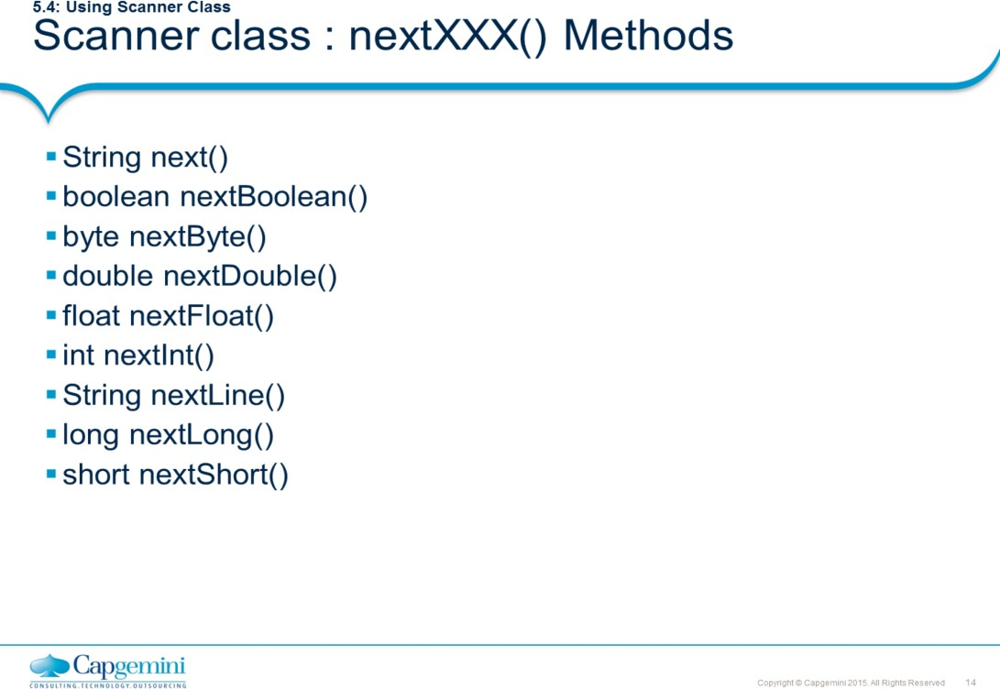 5.4: Using Scanner Class
Scanner class : nextXXX() Methods
String next()
boolean nextBoolean()
byte nextByte()
double nextDouble()
float nextFloat()
int nextInt()
String nextLine()
long nextLong()
short nextShort()
Capgemini
CONSULTING.TECHNOLOGY.OUTSOURCING
Copyright © Capgemini 2015. All Rights Reserved 14